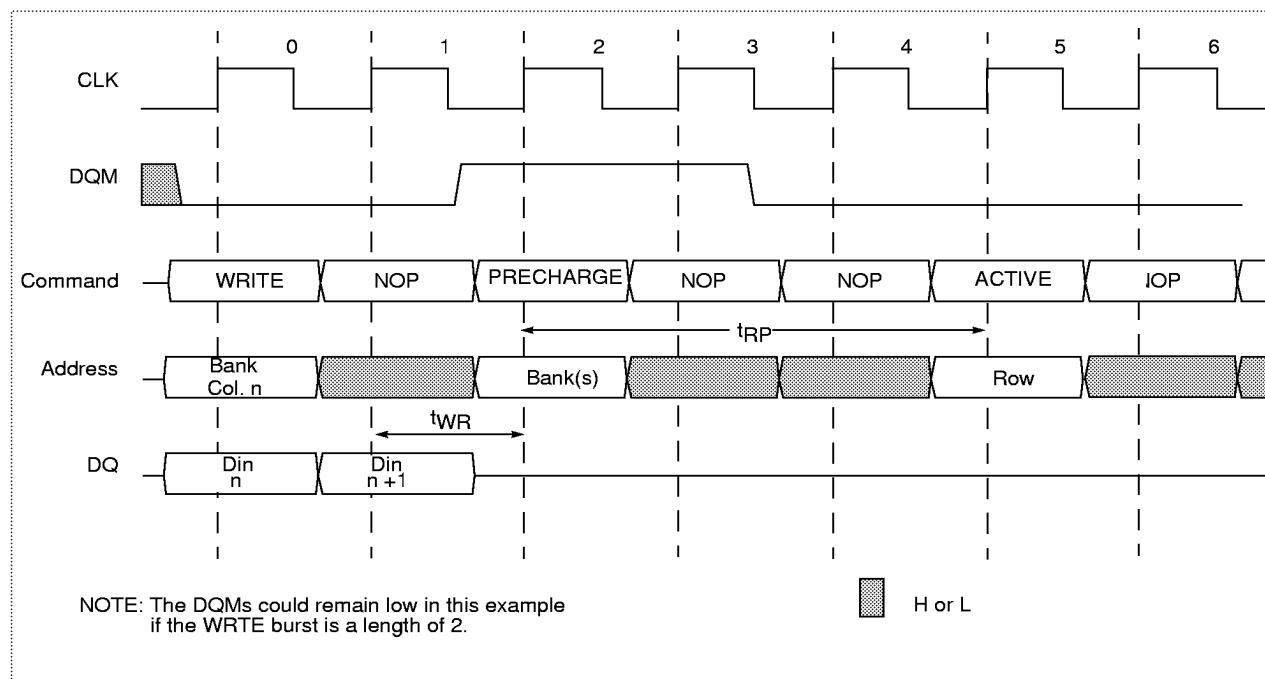 0 1 2 3 4 5 6
CLK
DQM
Command WRITE NOP PRECHARGE NOP NOP ACTIVE IOP
tRP
Address Bank Col. n Bank(s) Row
tWR
DQ Din n Din n +1
NOTE: The DQMs could remain low in this example
if the WRTE burst is a length of 2.
H or L